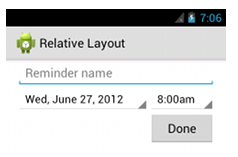 7:06
Relative Layout
Reminder name
Wed, June 27, 2012 8:00am
Done